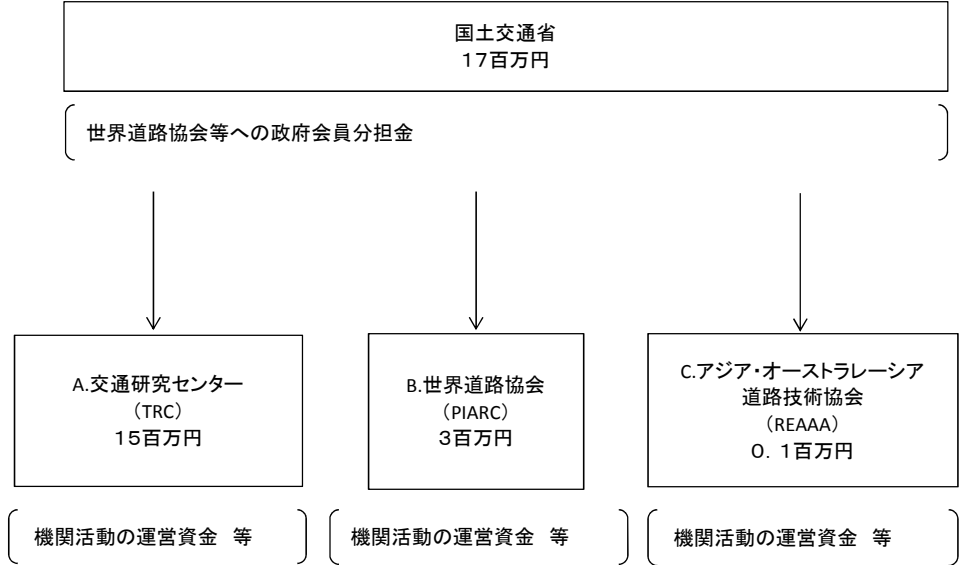 国土交通省
１７百万円
世界道路協会等への政府会員分担金
A.交通研究センター
（TRC）
１５百万円
B.世界道路協会
（PIARC）
３百万円
C.アジア・オーストラレーシア
道路技術協会
（REAAA）
０．１百万円
機関活動の運営資金　等
機関活動の運営資金　等
機関活動の運営資金　等